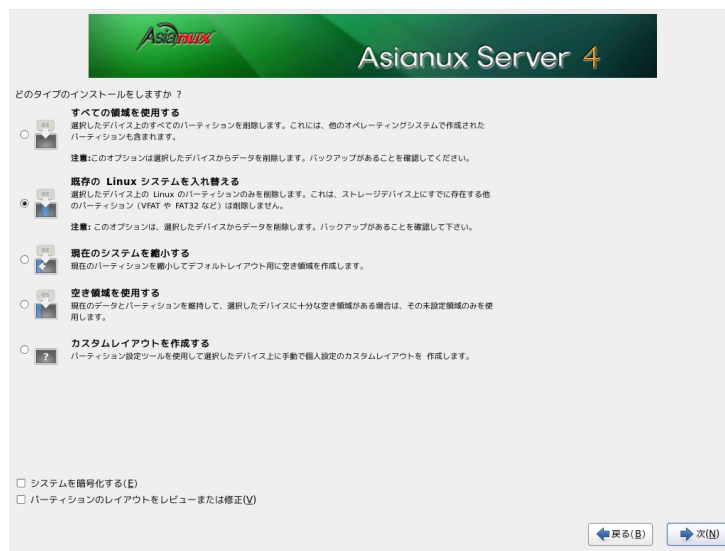 Asianux
Asianux Server 4
どのタイプのインストールをしますか ?
すべての領域を使用する
選択したデバイス上のすべてのパーティションを削除します。これには、他のオペレーティングシステムで作成された
パーティションも含まれます。
注意:このオプションは選択したデバイスからデータを削除します。バックアップがあることを確認してください。
既存の Linux システムを入れ替える
選択したデバイス上の Linux のパーティションのみを削除します。これは、ストレージデバイス上にすでに存在する他
のパーティション (VFAT や FAT32 など) は削除しません。
注意: このオプションは、選択したデバイスからデータを削除します。バックアップがあることを確認して下さい。
現在のシステムを縮小する
現在のパーティションを縮小してデフォルトレイアウト用に空き領域を作成します。
空き領域を使用する
現在のデータとパーティションを維持して、選択したデバイスに十分な空き領域がある場合は、その未設定領域のみを使
用します。
カスタムレイアウトを作成する
パーティション設定ツールを使用して選択したデバイス上に手動で個人設定のカスタムレイアウトを 作成します。
システムを暗号化する(E)
パーティションのレイアウトをレビューまたは修正(V)
戻る(B)
次(N)